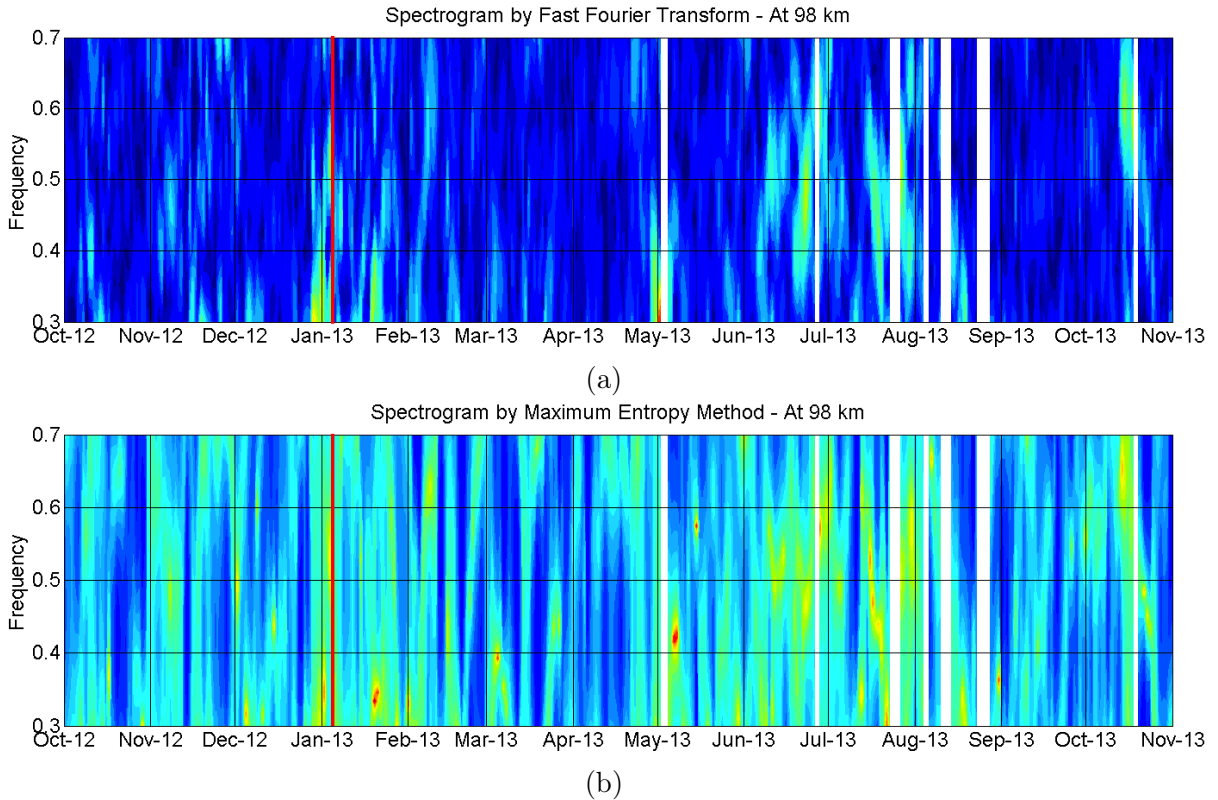 Spectrogram by Fast Fourier Transform - At 98 km
Frequency
0.7
0.6
0.5
0.4
0.3
Oct-12 Nov-12 Dec-12 Jan-13 Feb-13 Mar-13 Apr-13 May-13 Jun-13 Jul-13 Aug-13 Sep-13 Oct-13 Nov-13
(a)
Spectrogram by Maximum Entropy Method - At 98 km
Frequency
0.7
0.6
0.5
0.4
0.3
Oct-12 Nov-12 Dec-12 Jan-13 Feb-13 Mar-13 Apr-13 May-13 Jun-13 Jul-13 Aug-13 Sep-13 Oct-13 Nov-13
(b)